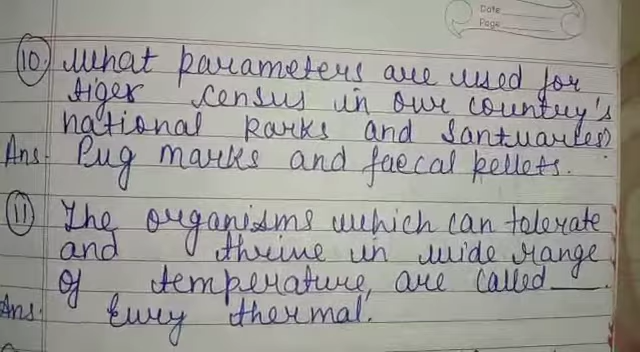 Date
Page
10. What parameters are used for
tiger census in our country's
national parks and Santuaries?
Ans. Pug marks and faecal pellets.
11 The organisms which can tolerate
and thrive in wide range
of temperature, are called ___.
Ans. Eury thermal.